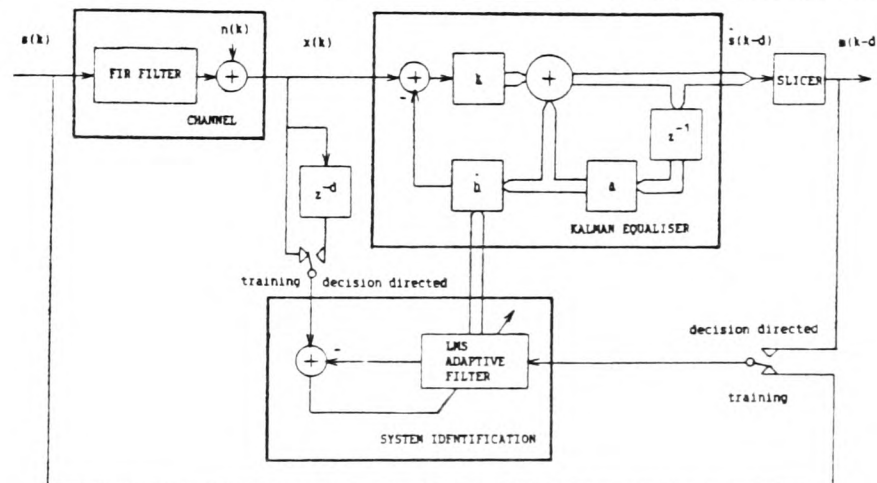 s(k)
n(k)
x(k)
s(k-d)
s(k-d
FIR FILTER
+
CHANNEL
+
-
k
+
SLICER
z⁻¹
z⁻ᵈ
h
A
KALMAN EQUALISER
training
decision directed
+
-
LMS
ADAPTIVE
FILTER
decision directed
training
SYSTEM IDENTIFICATION